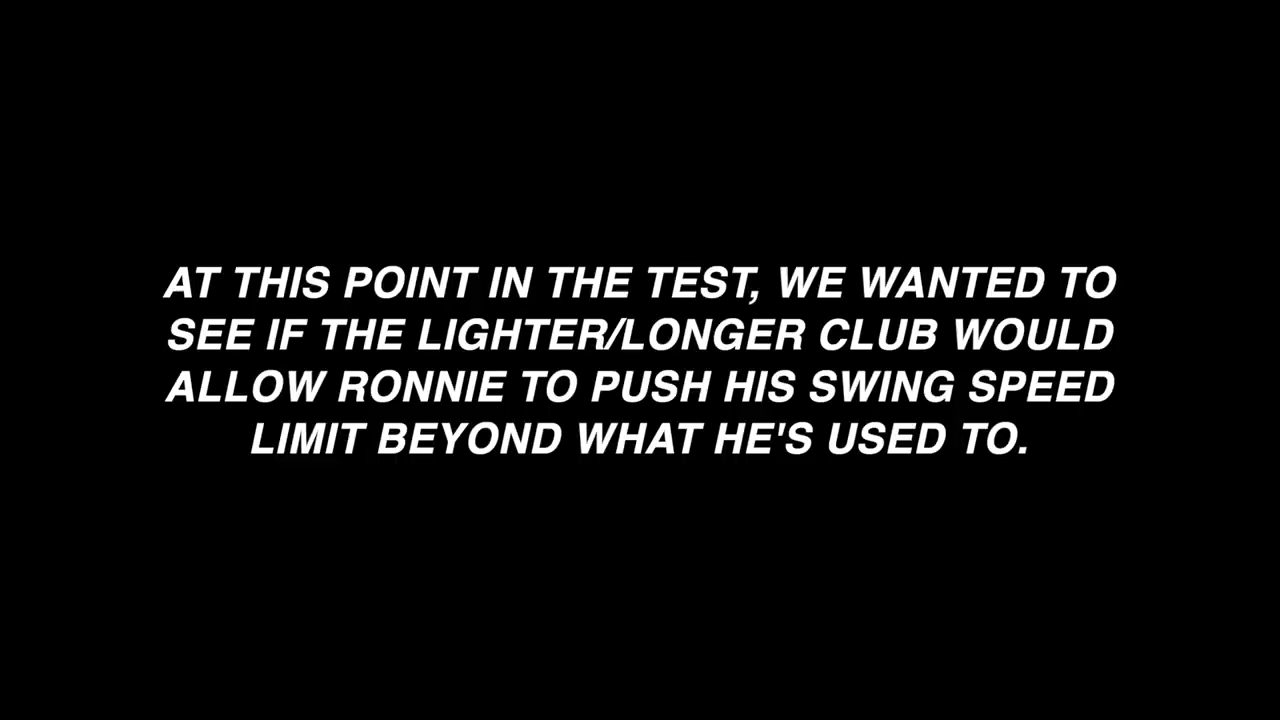 AT THIS POINT IN THE TEST, WE WANTED TO
SEE IF THE LIGHTER/LONGER CLUB WOULD
ALLOW RONNIE TO PUSH HIS SWING SPEED
LIMIT BEYOND WHAT HE'S USED TO.